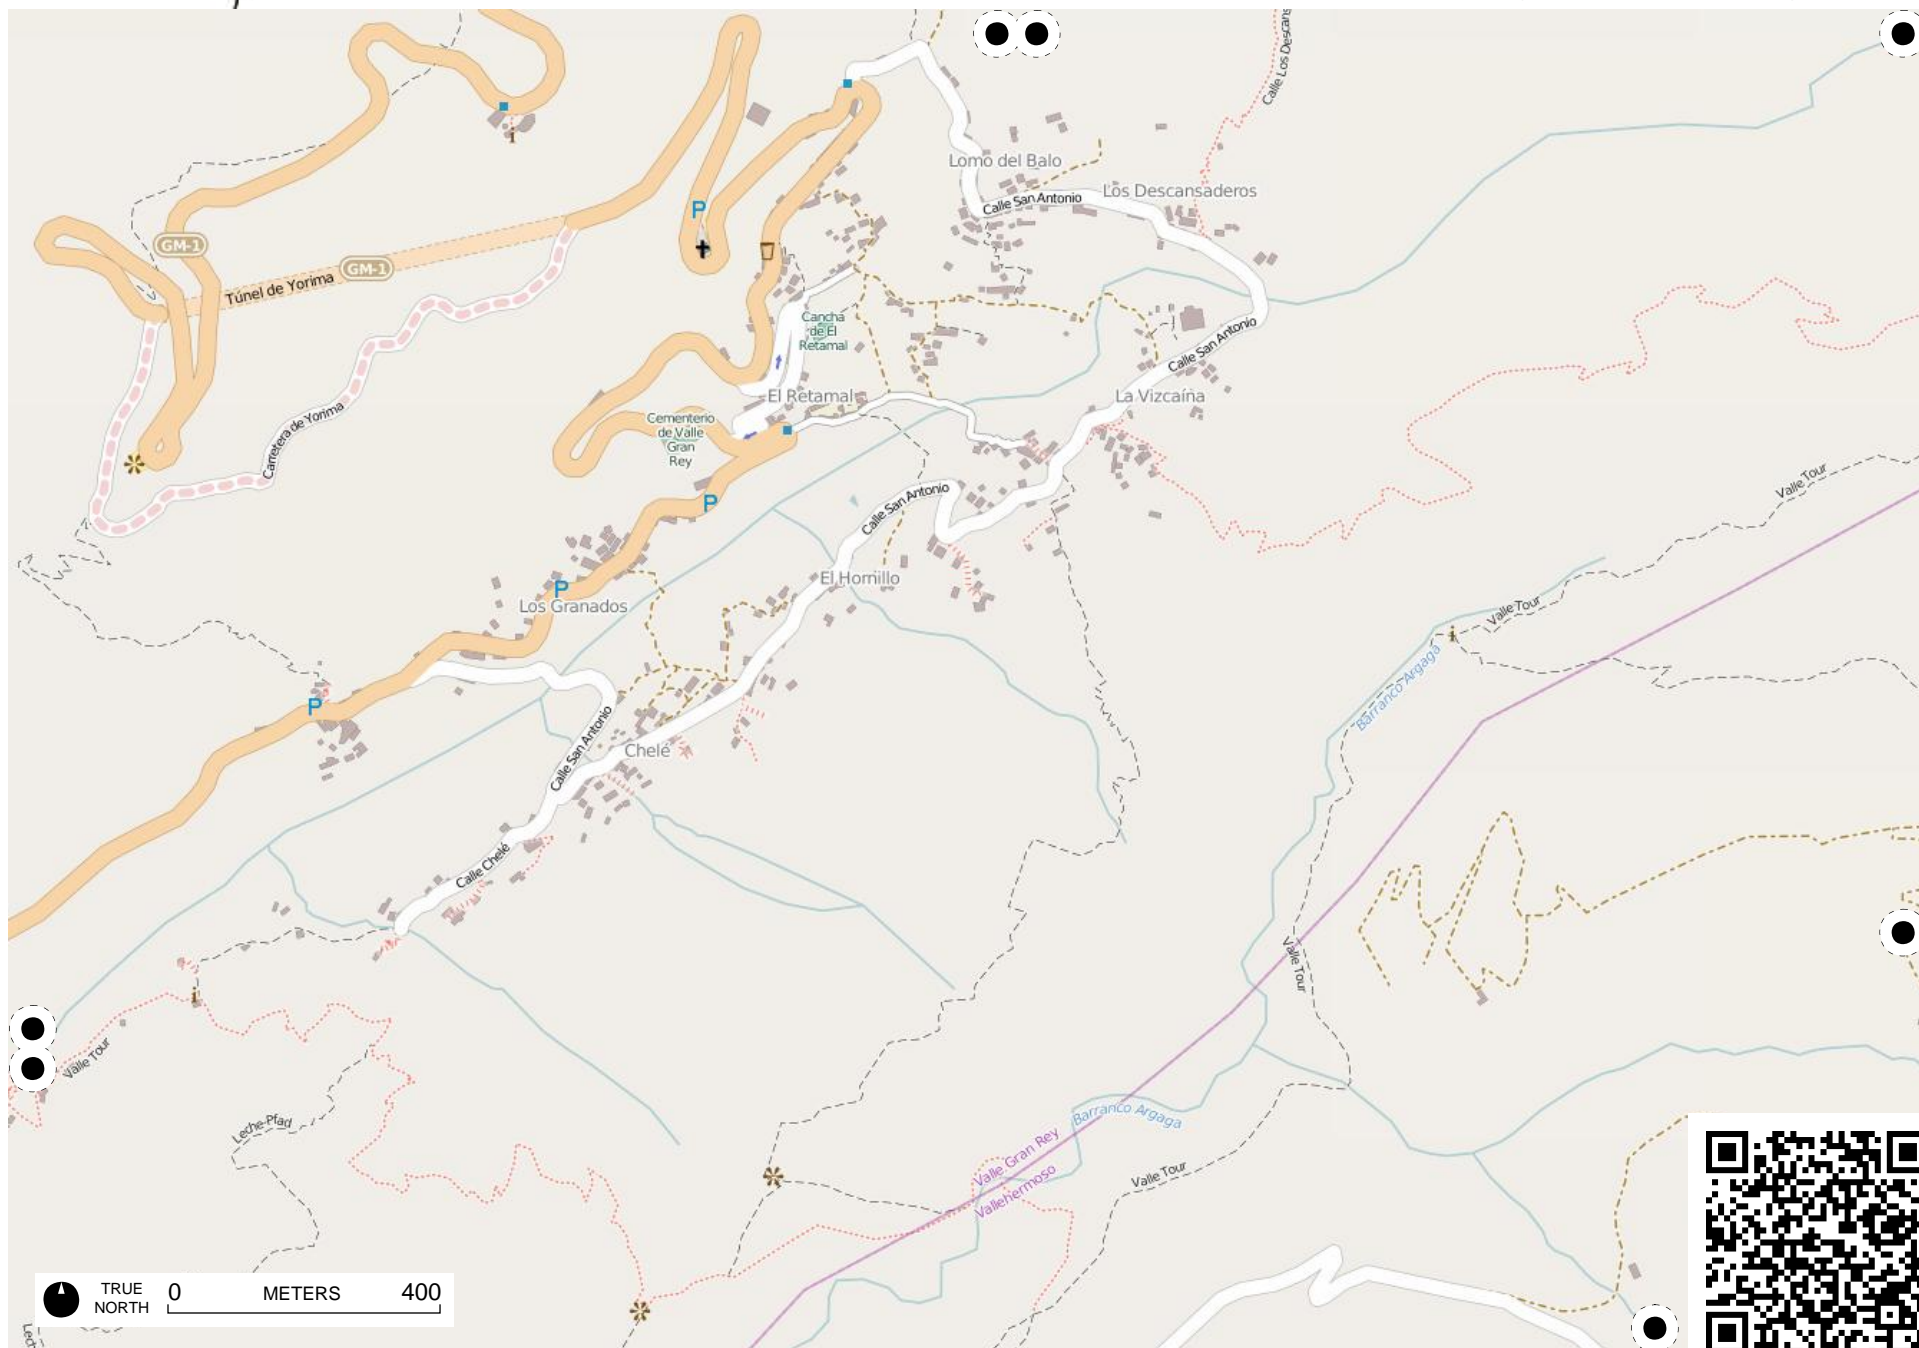 Calle Los Descans
Lomo del Balo
Los Descansaderos
Calle San Antonio
P
GM-1
GM-1
Túnel de Yorima
Cancha
de El
Retamal
Calle San Antonio
El Retamal
La Vizcaína
Carretera de Yorima
Cementerio
de Valle
Gran
Rey
Valle Tour
P
Calle San Antonio
El Hornillo
P
Los Granados
Valle Tour
Barranco Argaga
P
Calle San Antonio
Chelé
Calle Chelé
Valle Tour
Valle Tour
Leche-Pfad
Barranco Argaga
Valle Gran Rey
Vallehermoso
Valle Tour
TRUE
NORTH
0 METERS 400